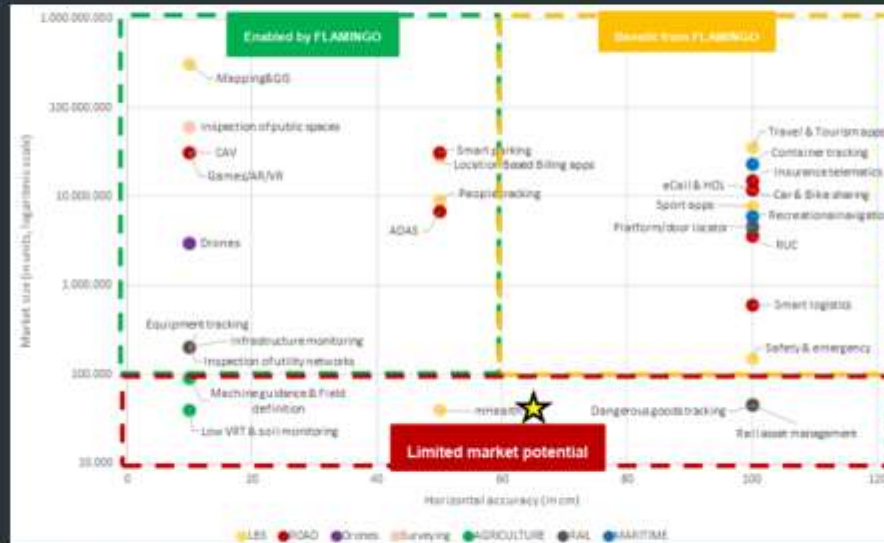 Enabled by FLAMINGO
Benefit from FLAMINGO
Market size (in units, logarithmic scale)
1.000.000.000
100.000.000
10.000.000
1.000.000
100.000
10.000
Mapping&GIS
Inspection of public spaces
CAV
Games/AR/VR
Drones
Equipment tracking
Infrastructure monitoring
Inspection of utility networks
Machine guidance & Field
definition
Low VRT & soil monitoring
Smart parking
Location Based Billing apps
People tracking
ADAS
mHealth
Travel & Tourism apps
Container tracking
Insurance telematics
eCall & HOL
Car & Bike sharing
Sport apps
Recreational navigation
Platform/door locator
RUC
Smart logistics
Safety & emergency
Dangerous goods tracking
Rail asset management
Limited market potential
0
20
40
60
80
100
120
Horizontal accuracy (in cm)
LBS ROAD Drones Surveying AGRICULTURE RAIL MARITIME